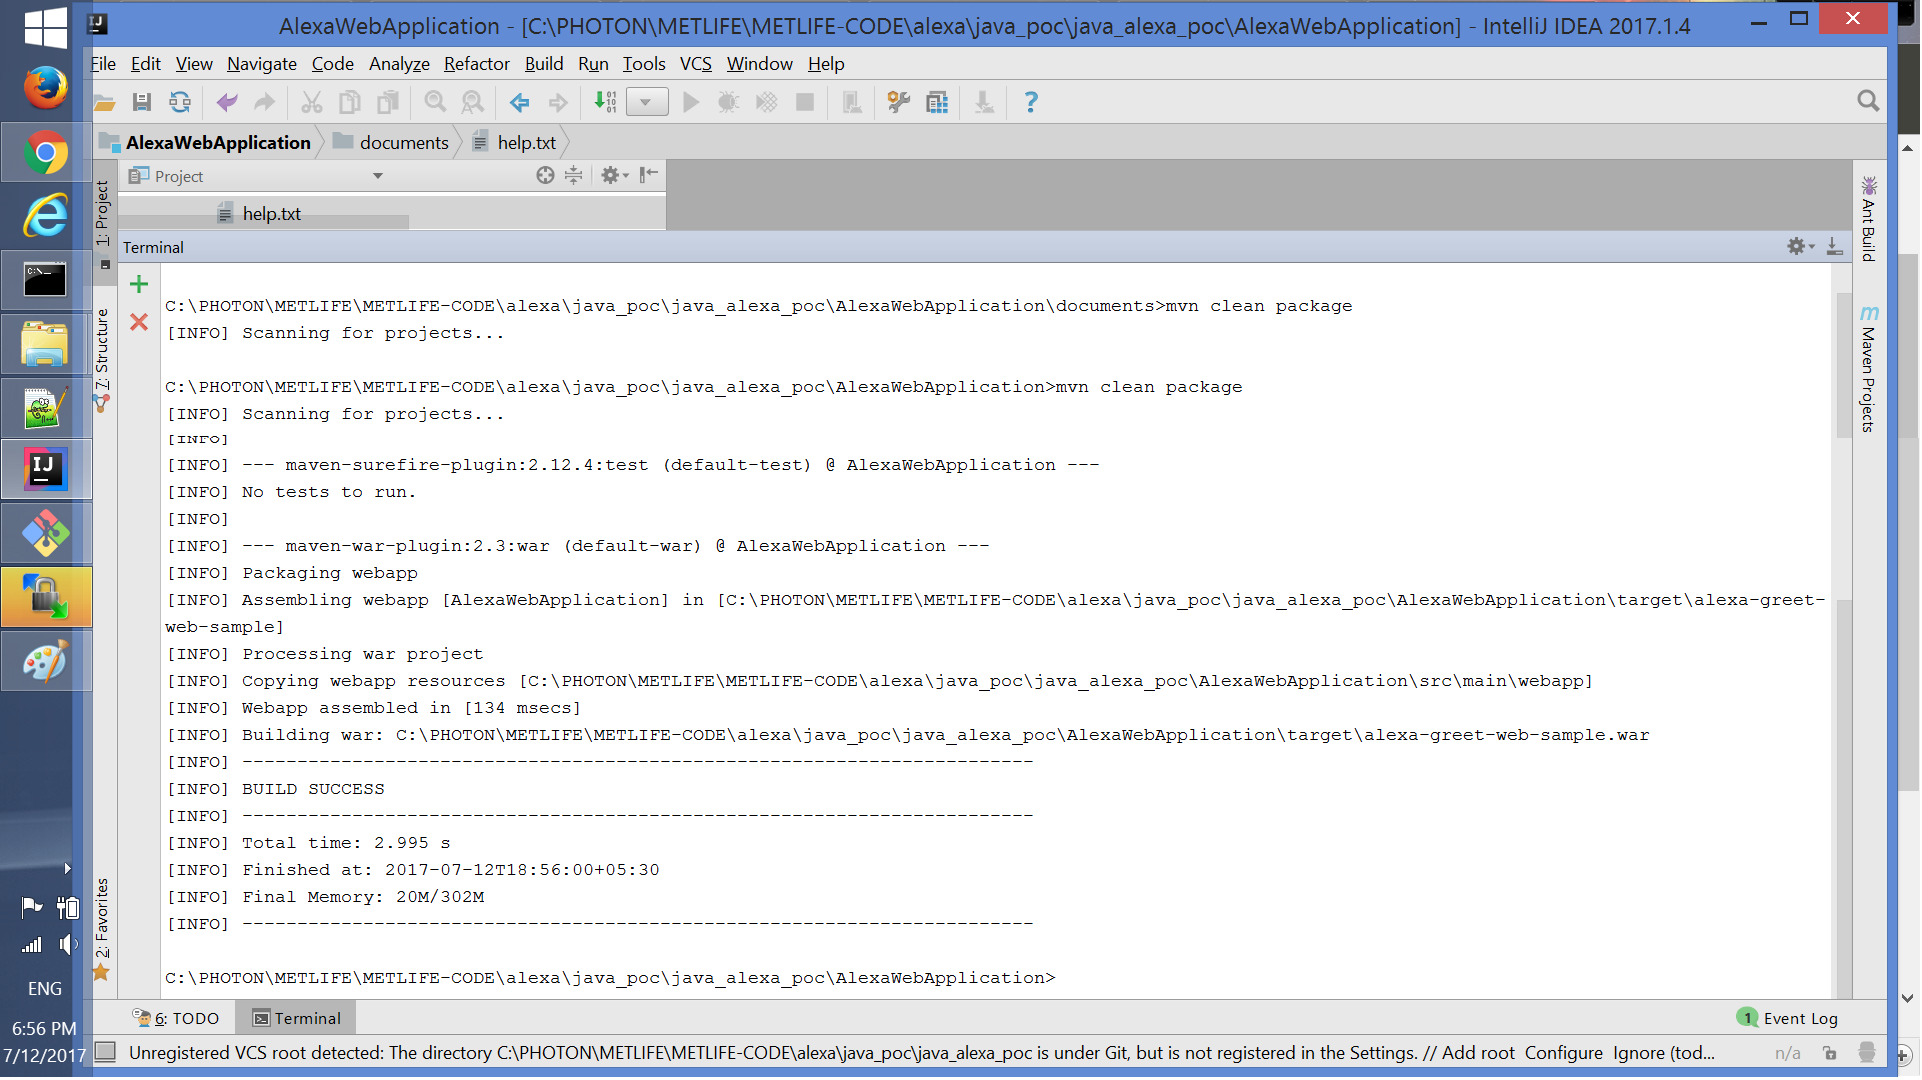 AlexaWebApplication - [C:\PHOTON\METLIFE\METLIFE-CODE\alexa\java_poc\java_alexa_poc\AlexaWebApplication] - IntelliJ IDEA 2017.1.4
File Edit View Navigate Code Analyze Refactor Build Run Tools VCS Window Help
AlexaWebApplication documents help.txt
Project
help.txt
1: Project
7: Structure
2: Favorites
Ant Build
Maven Projects
Terminal
C:\PHOTON\METLIFE\METLIFE-CODE\alexa\java_poc\java_alexa_poc\AlexaWebApplication\documents>mvn clean package
[INFO] Scanning for projects...
C:\PHOTON\METLIFE\METLIFE-CODE\alexa\java_poc\java_alexa_poc\AlexaWebApplication>mvn clean package
[INFO] Scanning for projects...
[INFO]
[INFO] --- maven-surefire-plugin:2.12.4:test (default-test) @ AlexaWebApplication ---
[INFO] No tests to run.
[INFO]
[INFO] --- maven-war-plugin:2.3:war (default-war) @ AlexaWebApplication ---
[INFO] Packaging webapp
[INFO] Assembling webapp [AlexaWebApplication] in [C:\PHOTON\METLIFE\METLIFE-CODE\alexa\java_poc\java_alexa_poc\AlexaWebApplication\target\alexa-greet-
web-sample]
[INFO] Processing war project
[INFO] Copying webapp resources [C:\PHOTON\METLIFE\METLIFE-CODE\alexa\java_poc\java_alexa_poc\AlexaWebApplication\src\main\webapp]
[INFO] Webapp assembled in [134 msecs]
[INFO] Building war: C:\PHOTON\METLIFE\METLIFE-CODE\alexa\java_poc\java_alexa_poc\AlexaWebApplication\target\alexa-greet-web-sample.war
[INFO] ------------------------------------------------------------------------
[INFO] BUILD SUCCESS
[INFO] ------------------------------------------------------------------------
[INFO] Total time: 2.995 s
[INFO] Finished at: 2017-07-12T18:56:00+05:30
[INFO] Final Memory: 20M/302M
[INFO] ------------------------------------------------------------------------
C:\PHOTON\METLIFE\METLIFE-CODE\alexa\java_poc\java_alexa_poc\AlexaWebApplication>
6: TODO Terminal 1 Event Log
Unregistered VCS root detected: The directory C:\PHOTON\METLIFE\METLIFE-CODE\alexa\java_poc\java_alexa_poc is under Git, but is not registered in the Settings. // Add root Configure Ignore (tod... n/a
ENG
6:56 PM
7/12/2017